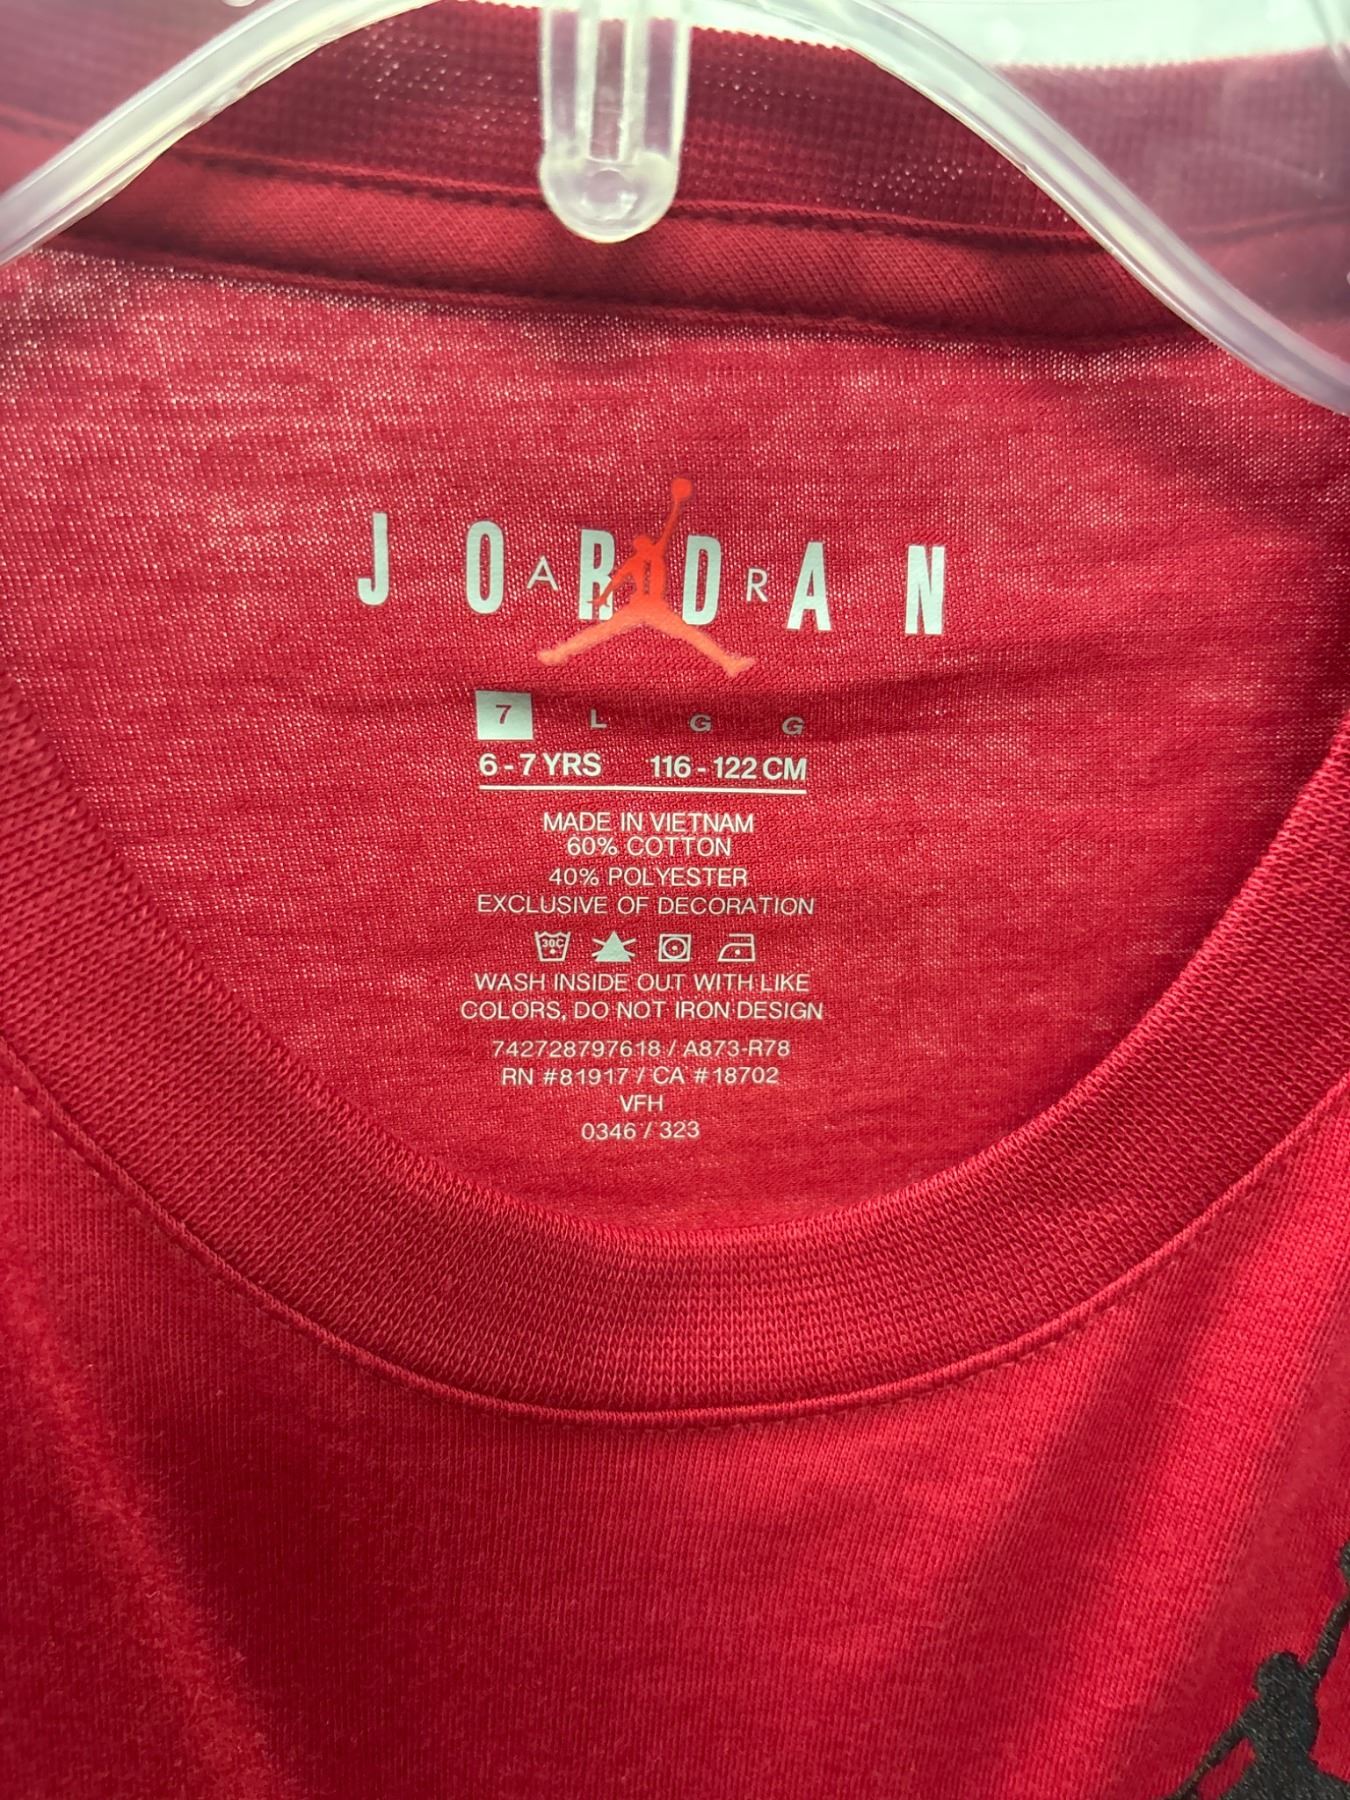 JORDAN
AIR
7 L G G
6 - 7 YRS 116 - 122 CM
MADE IN VIETNAM
60% COTTON
40% POLYESTER
EXCLUSIVE OF DECORATION
30C
WASH INSIDE OUT WITH LIKE
COLORS, DO NOT IRON DESIGN
742728797618 / A873-R78
RN #81917 / CA #18702
VFH
0346 / 323